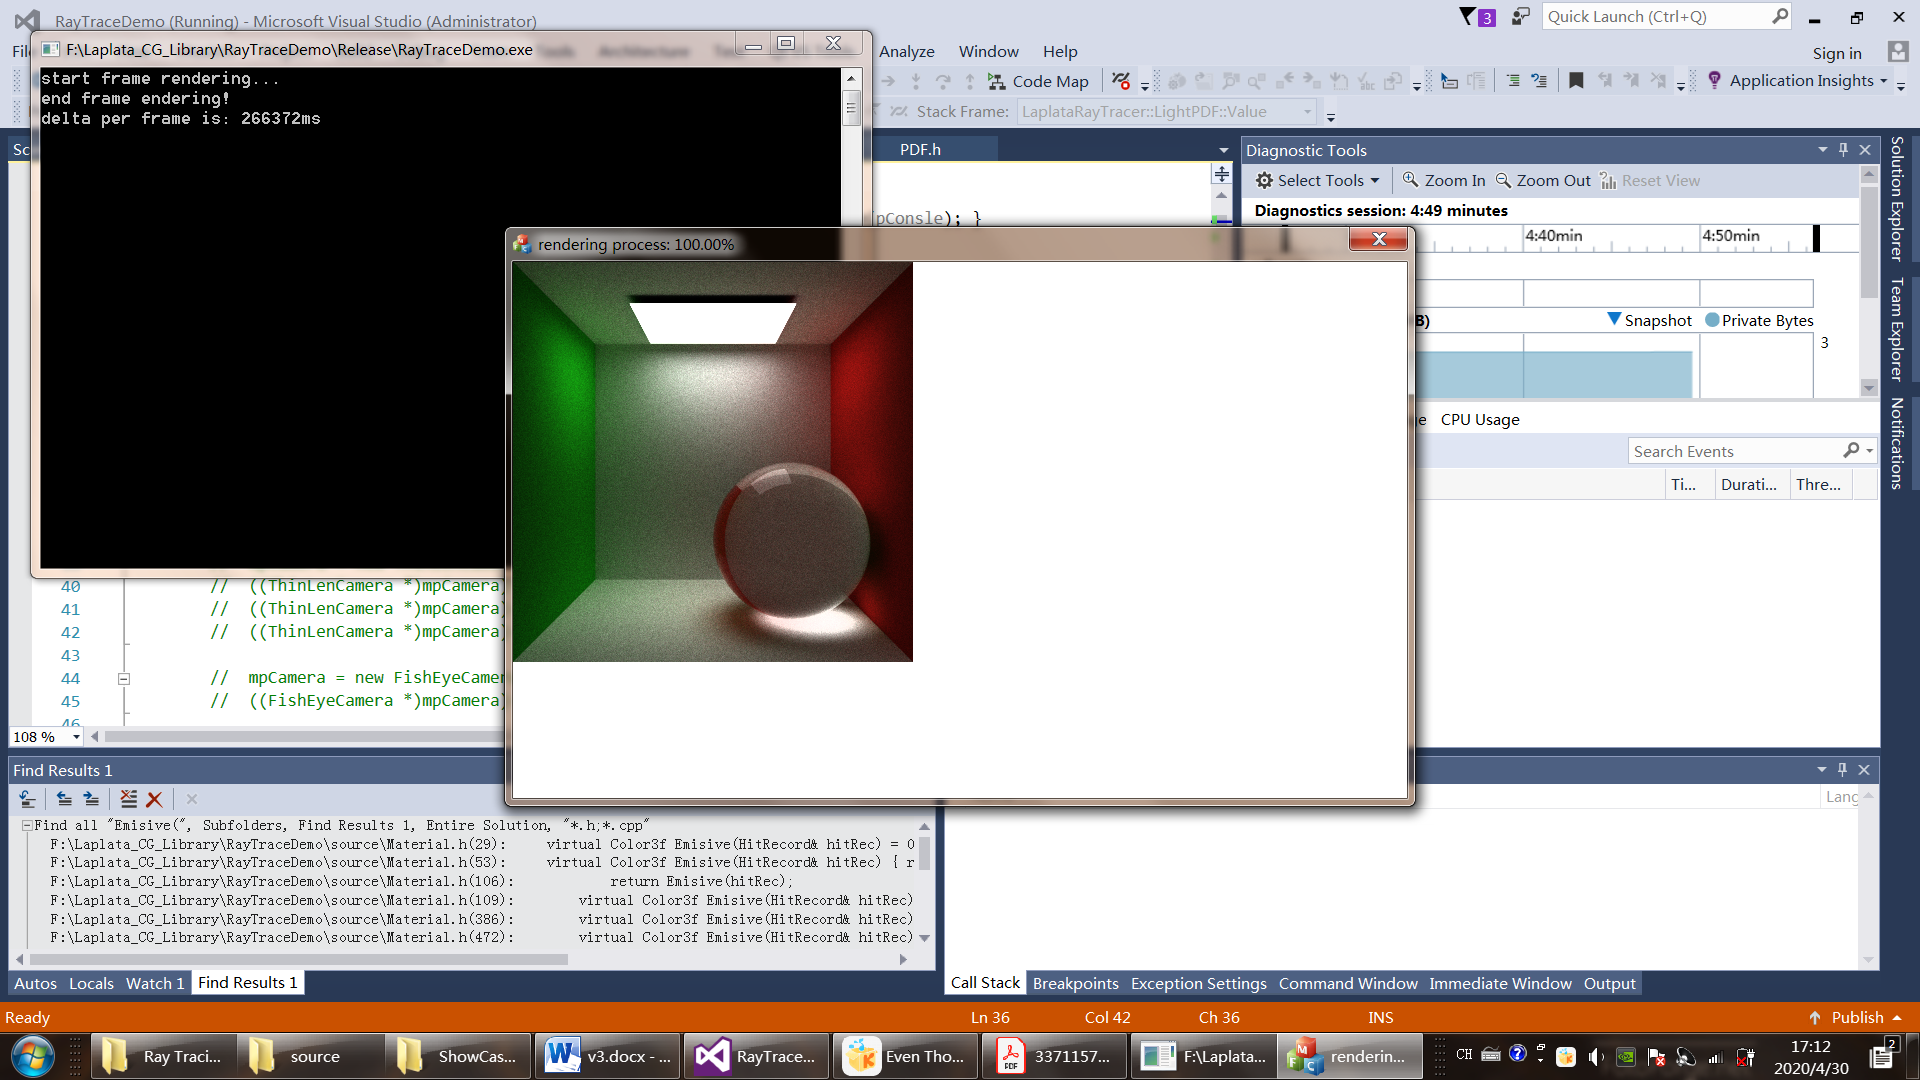 RayTraceDemo (Running) - Microsoft Visual Studio (Administrator)
3
Quick Launch (Ctrl+Q)
F:\Laplata_CG_Library\RayTraceDemo\Release\RayTraceDemo.exe
Analyze Window Help
Sign in
Code Map
Application Insights
Stack Frame: LaplataRayTracer::LightPDF::Value
start frame rendering...
end frame endering!
delta per frame is: 266372ms
PDF.h
pConsle); }
Diagnostic Tools
Select Tools Zoom In Zoom Out Reset View
Diagnostics session: 4:49 minutes
4:40min 4:50min
Snapshot Private Bytes
3
CPU Usage
Search Events
Ti... Durati... Thre...
Solution Explorer
Team Explorer
Notifications
rendering process: 100.00%
40 // ((ThinLenCamera *)mpCamera)
41 // ((ThinLenCamera *)mpCamera)
42 // ((ThinLenCamera *)mpCamera)
43
44 // mpCamera = new FishEyeCamer
45 // ((FishEyeCamera *)mpCamera)
46
108 %
Find Results 1
Find all "Emisive(", Subfolders, Find Results 1, Entire Solution, "*.h;*.cpp"
F:\Laplata_CG_Library\RayTraceDemo\source\Material.h(29): virtual Color3f Emisive(HitRecord& hitRec) = 0
F:\Laplata_CG_Library\RayTraceDemo\source\Material.h(53): virtual Color3f Emisive(HitRecord& hitRec) { r
F:\Laplata_CG_Library\RayTraceDemo\source\Material.h(106): return Emisive(hitRec);
F:\Laplata_CG_Library\RayTraceDemo\source\Material.h(109): virtual Color3f Emisive(HitRecord& hitRec)
F:\Laplata_CG_Library\RayTraceDemo\source\Material.h(386): virtual Color3f Emisive(HitRecord& hitRec)
F:\Laplata_CG_Library\RayTraceDemo\source\Material.h(472): virtual Color3f Emisive(HitRecord& hitRec)
Lang
Autos Locals Watch 1 Find Results 1
Call Stack Breakpoints Exception Settings Command Window Immediate Window Output
Ready Ln 36 Col 42 Ch 36 INS Publish
Ray Traci... source ShowCas... v3.docx - ... RayTrace... Even Tho... 3371157... F:\Laplat... renderin... CH
17:12
2020/4/30
2